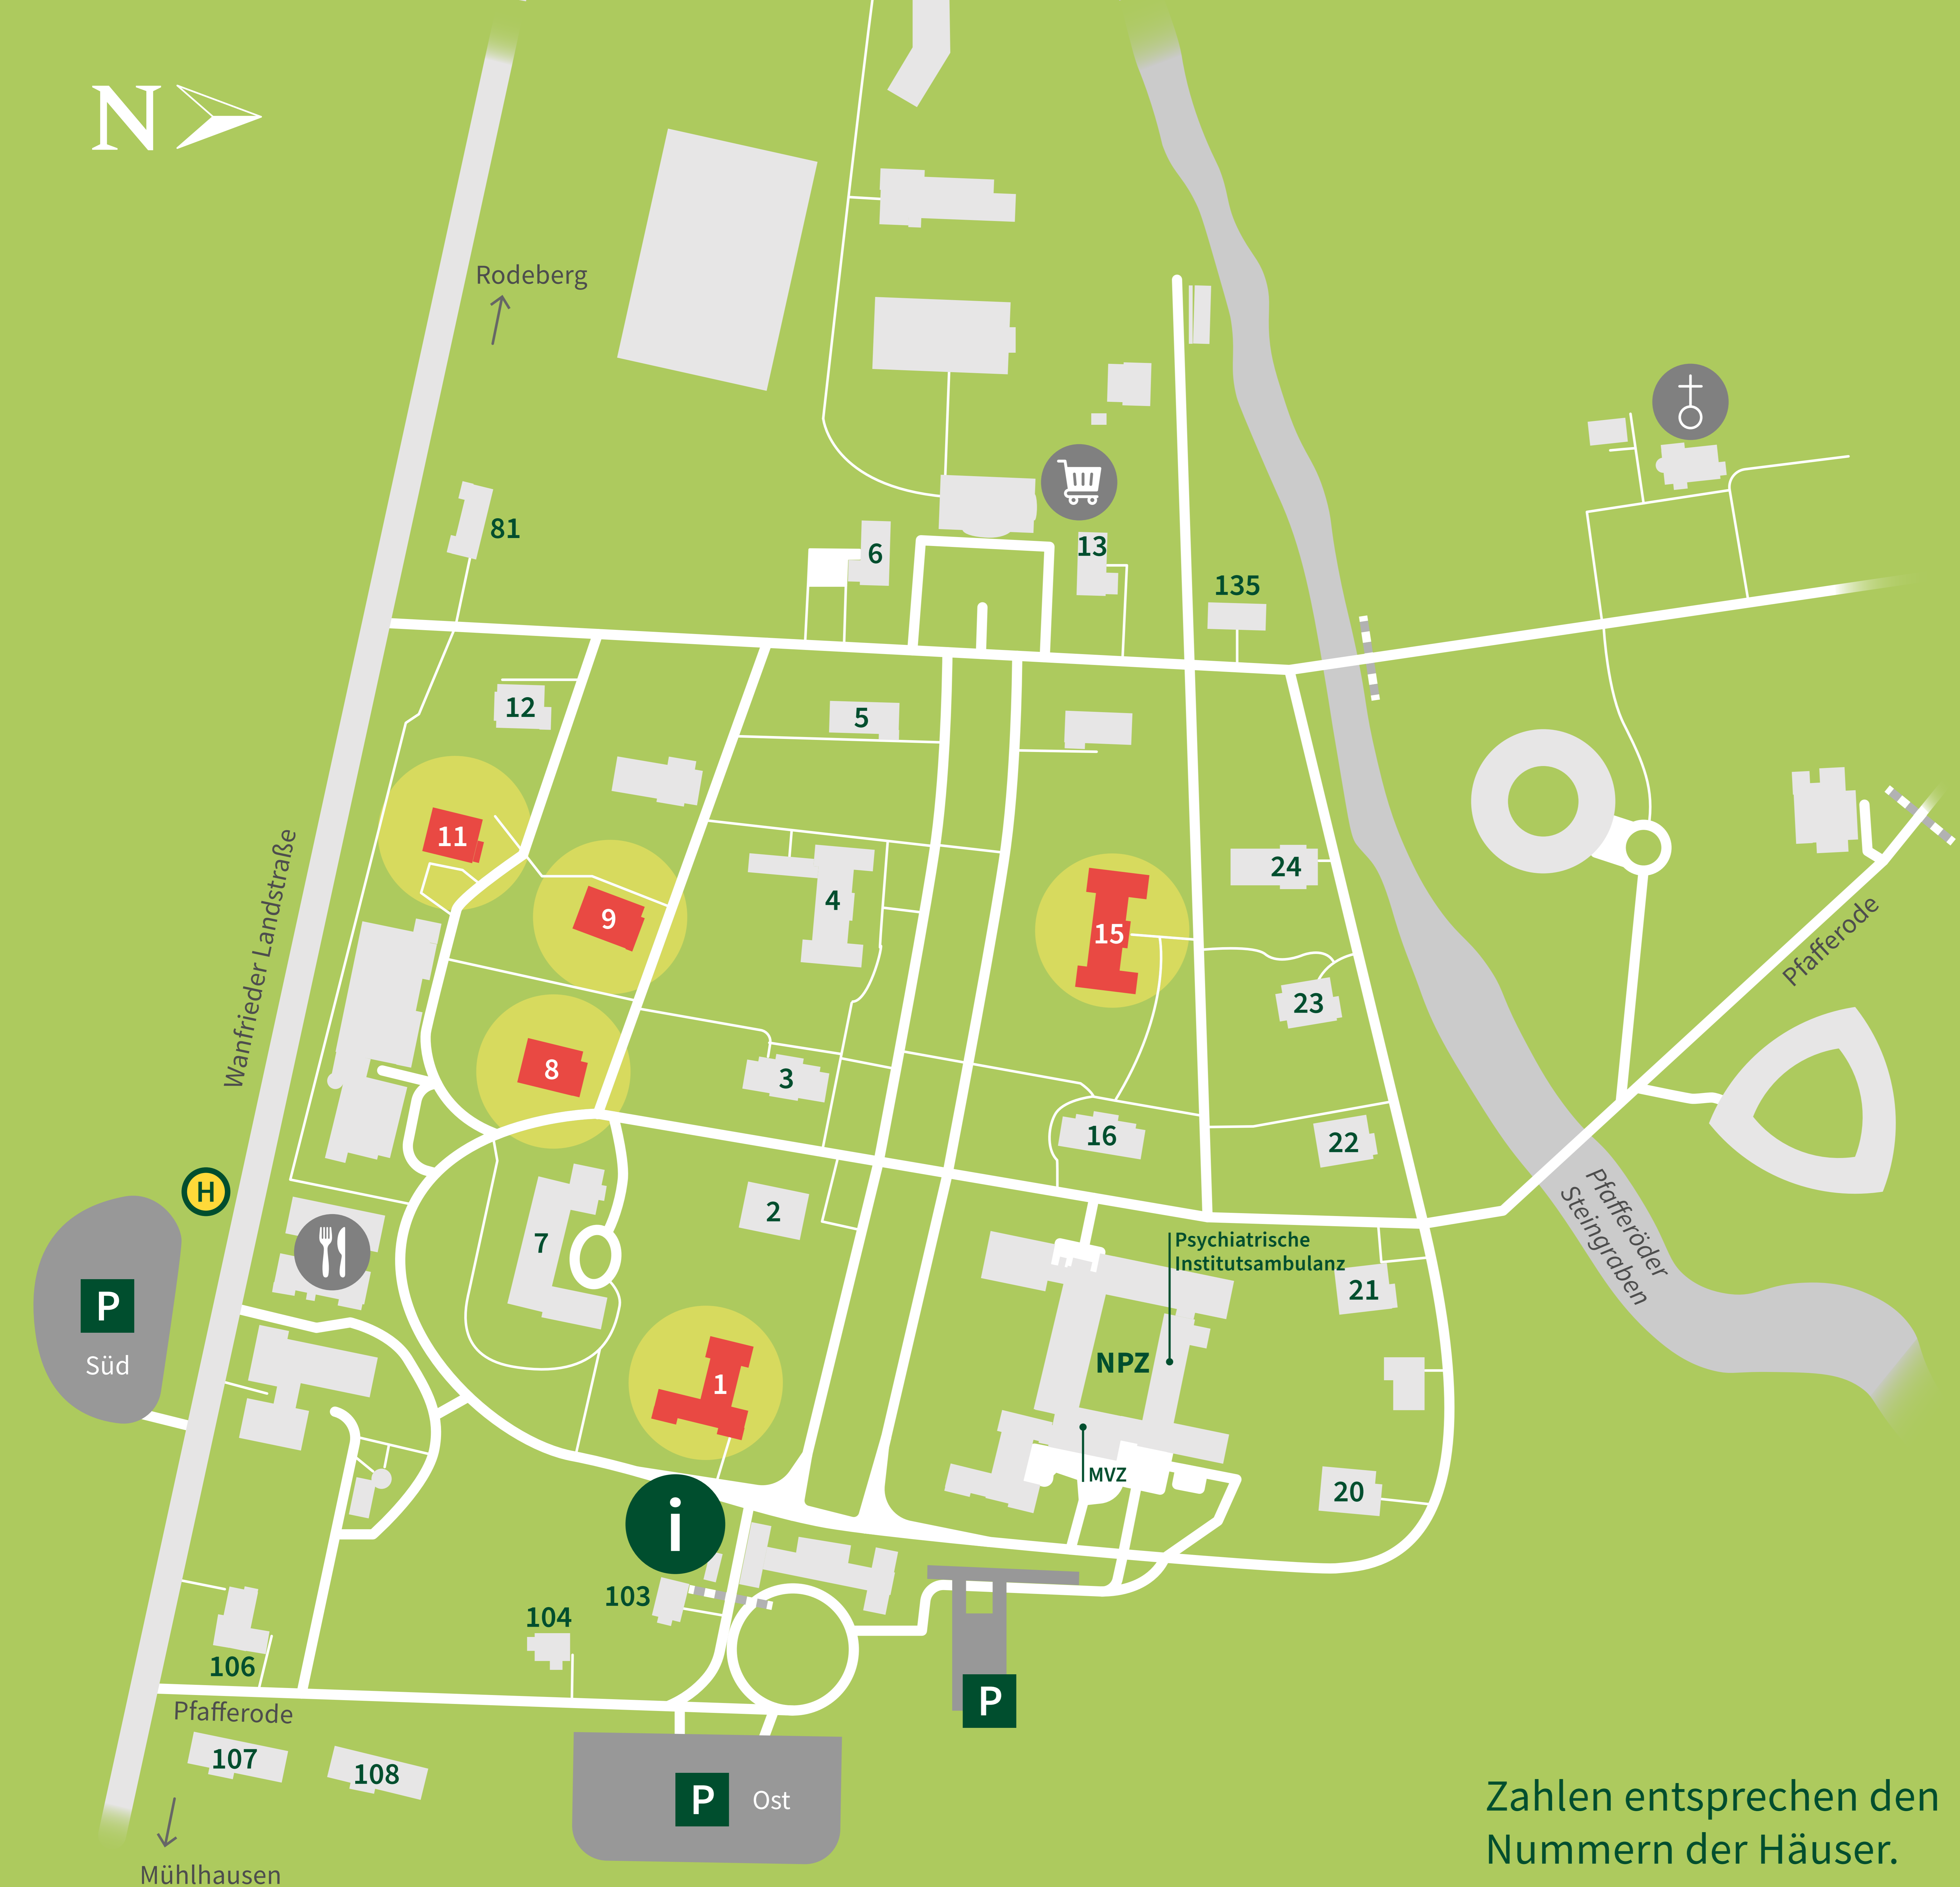 N
Rodeberg
81
6
13
135
12
5
11
9
4
15
24
23
8
3
16
22
Wanfrieder Landstraße
Pfafferode
Pfafferöder
Steingraben
H
7
2
Psychiatrische
Institutsambulanz
21
P
Süd
NPZ
1
MVZ
20
i
103
104
106
Pfafferode
P
107
108
P
Ost
Mühlhausen
Zahlen entsprechen den
Nummern der Häuser.